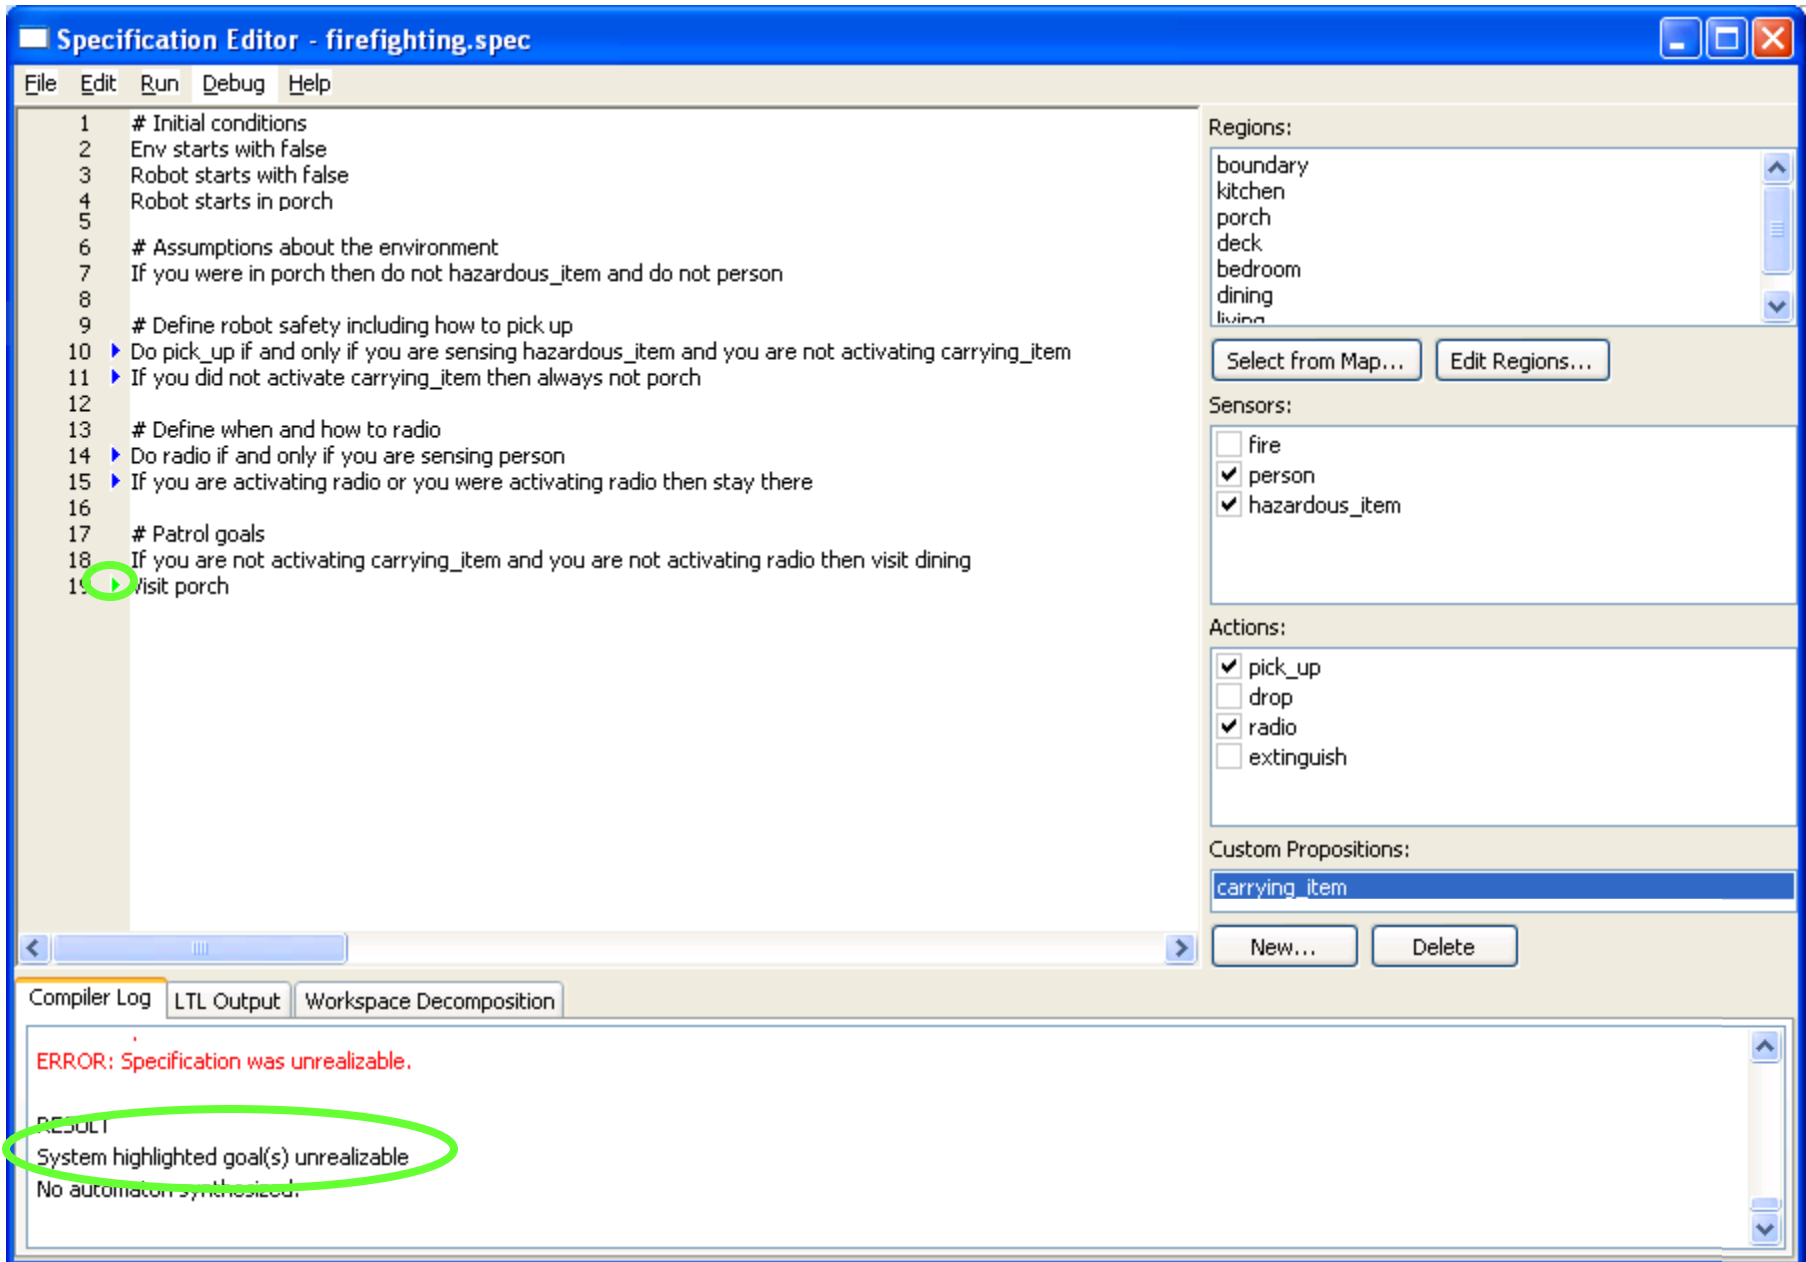 Specification Editor - firefighting.spec
File Edit Run Debug Help
1 # Initial conditions
2 Env starts with false
3 Robot starts with false
4 Robot starts in porch
5
6 # Assumptions about the environment
7 If you were in porch then do not hazardous_item and do not person
8
9 # Define robot safety including how to pick up
10 Do pick_up if and only if you are sensing hazardous_item and you are not activating carrying_item
11 If you did not activate carrying_item then always not porch
12
13 # Define when and how to radio
14 Do radio if and only if you are sensing person
15 If you are activating radio or you were activating radio then stay there
16
17 # Patrol goals
18 If you are not activating carrying_item and you are not activating radio then visit dining
19 Visit porch
Regions:
boundary
kitchen
porch
deck
bedroom
dining
living
Select from Map... Edit Regions...
Sensors:
fire
person
hazardous_item
Actions:
pick_up
drop
radio
extinguish
Custom Propositions:
carrying_item
New... Delete
Compiler Log LTL Output Workspace Decomposition
ERROR: Specification was unrealizable.
RESULT
System highlighted goal(s) unrealizable
No automaton synthesized.